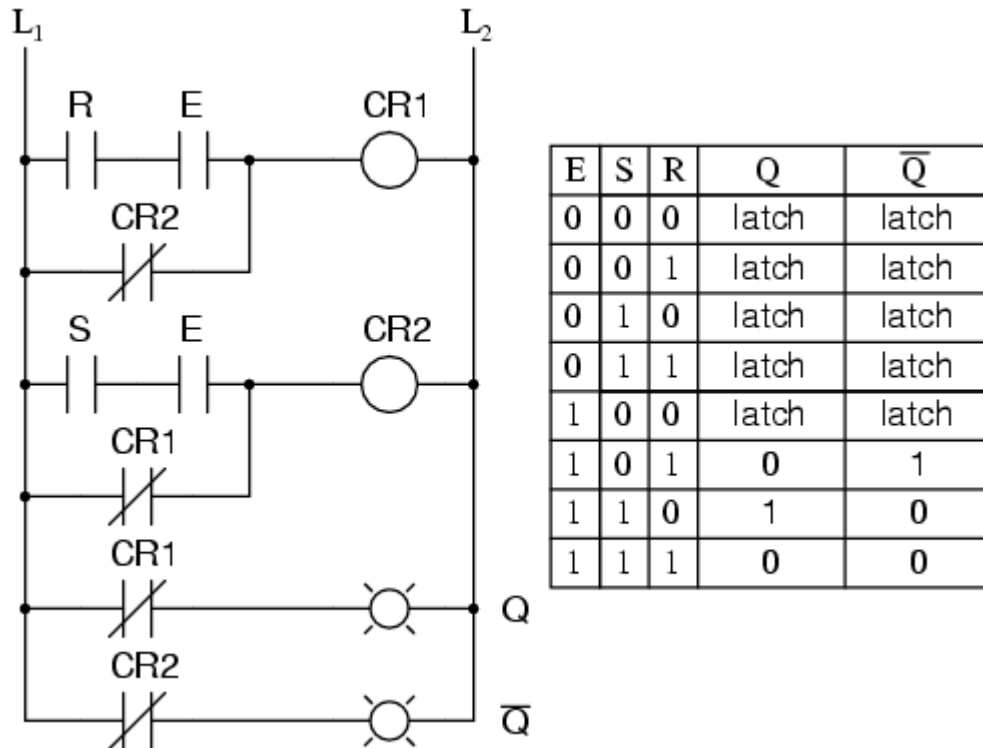 L₁ L₂
R E CR1
CR2
S E CR2
CR1
CR1
Q
CR2
Q̅
E S R Q Q̅
0 0 0 latch latch
0 0 1 latch latch
0 1 0 latch latch
0 1 1 latch latch
1 0 0 latch latch
1 0 1 0 1
1 1 0 1 0
1 1 1 0 0